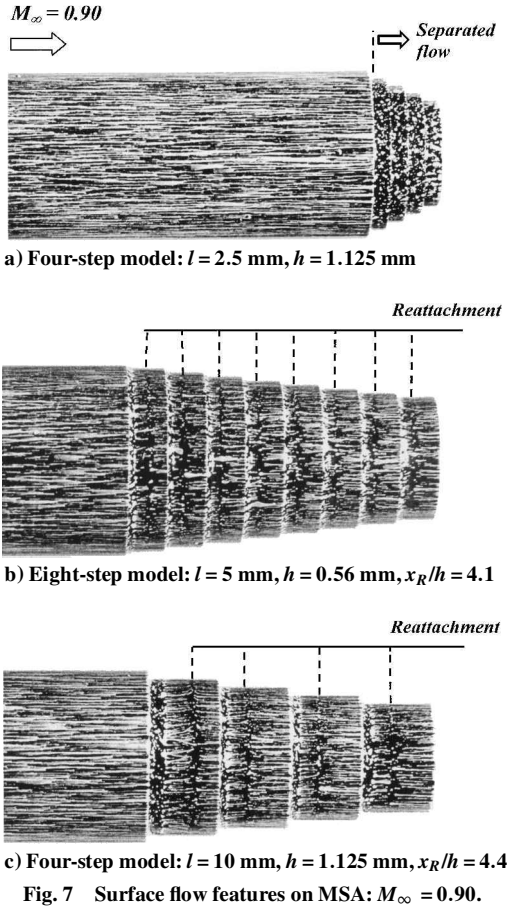 M∞ = 0.90
Separated
flow
a) Four-step model: l = 2.5 mm, h = 1.125 mm
Reattachment
b) Eight-step model: l = 5 mm, h = 0.56 mm, xR/h = 4.1
Reattachment
c) Four-step model: l = 10 mm, h = 1.125 mm, xR/h = 4.4
Fig. 7 Surface flow features on MSA: M∞ = 0.90.